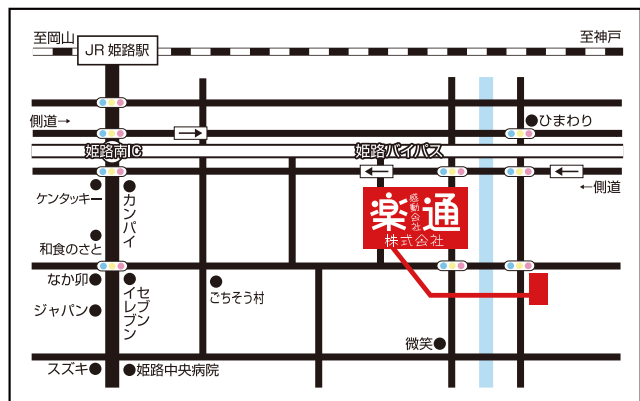 至岡山
JR 姫路駅
至神戸
側道→
ひまわり
姫路南IC
姫路バイパス
←側道
ケンタッキー
カンパイ
和食のさと
楽通
感動会社
株式会社
なか卯
セブン
イレブン
ごちそう村
ジャパン
微笑
スズキ
姫路中央病院